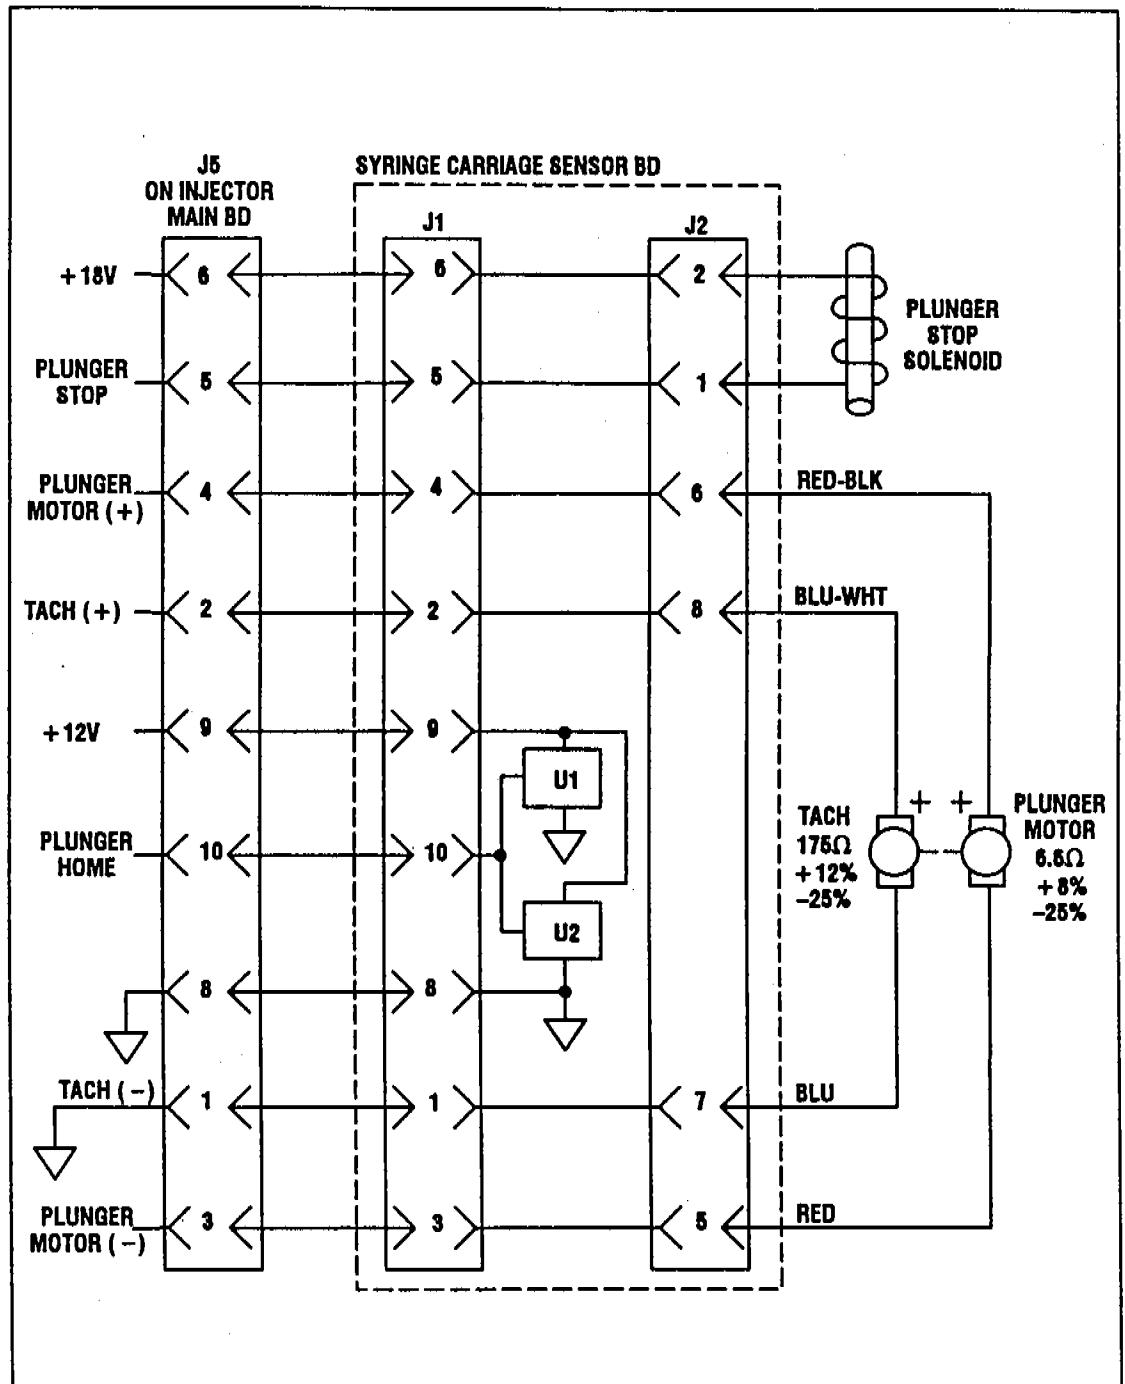 J5
ON INJECTOR
MAIN BD
SYRINGE CARRIAGE SENSOR BD
J1
J2
+18V
6
6
2
PLUNGER
STOP
SOLENOID
PLUNGER
STOP
5
5
1
PLUNGER
MOTOR (+)
4
4
6
RED-BLK
TACH (+)
2
2
8
BLU-WHT
+12V
9
9
U1
PLUNGER
HOME
10
10
U2
+ +
TACH
175Ω
+12%
-25%
PLUNGER
MOTOR
6.6Ω
+8%
-25%
8
8
TACH (-)
1
1
7
BLU
PLUNGER
MOTOR (-)
3
3
5
RED